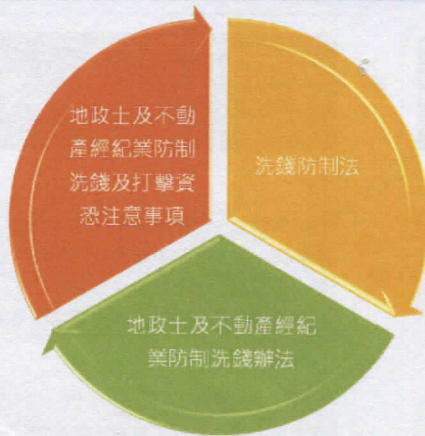 地政士及不動
產經紀業防制
洗錢及打擊資
恐注意事項
洗錢防制法
地政士及不動產經紀
業防制洗錢辦法